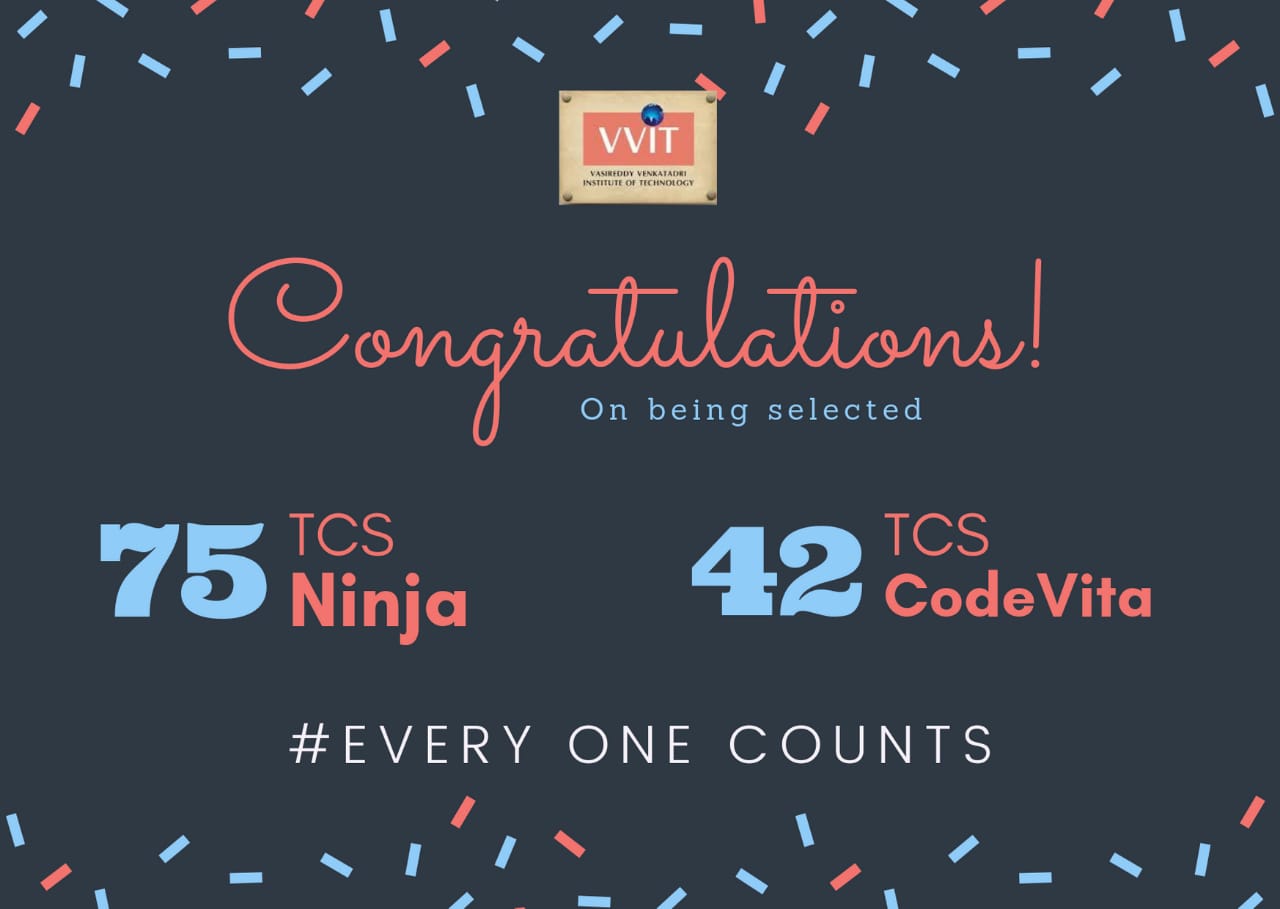 VVIT
VASIREDDY VENKATADRI
INSTITUTE OF TECHNOLOGY
Congratulations!
On being selected
75 TCS
Ninja
42 TCS
CodeVita
#EVERY ONE COUNTS